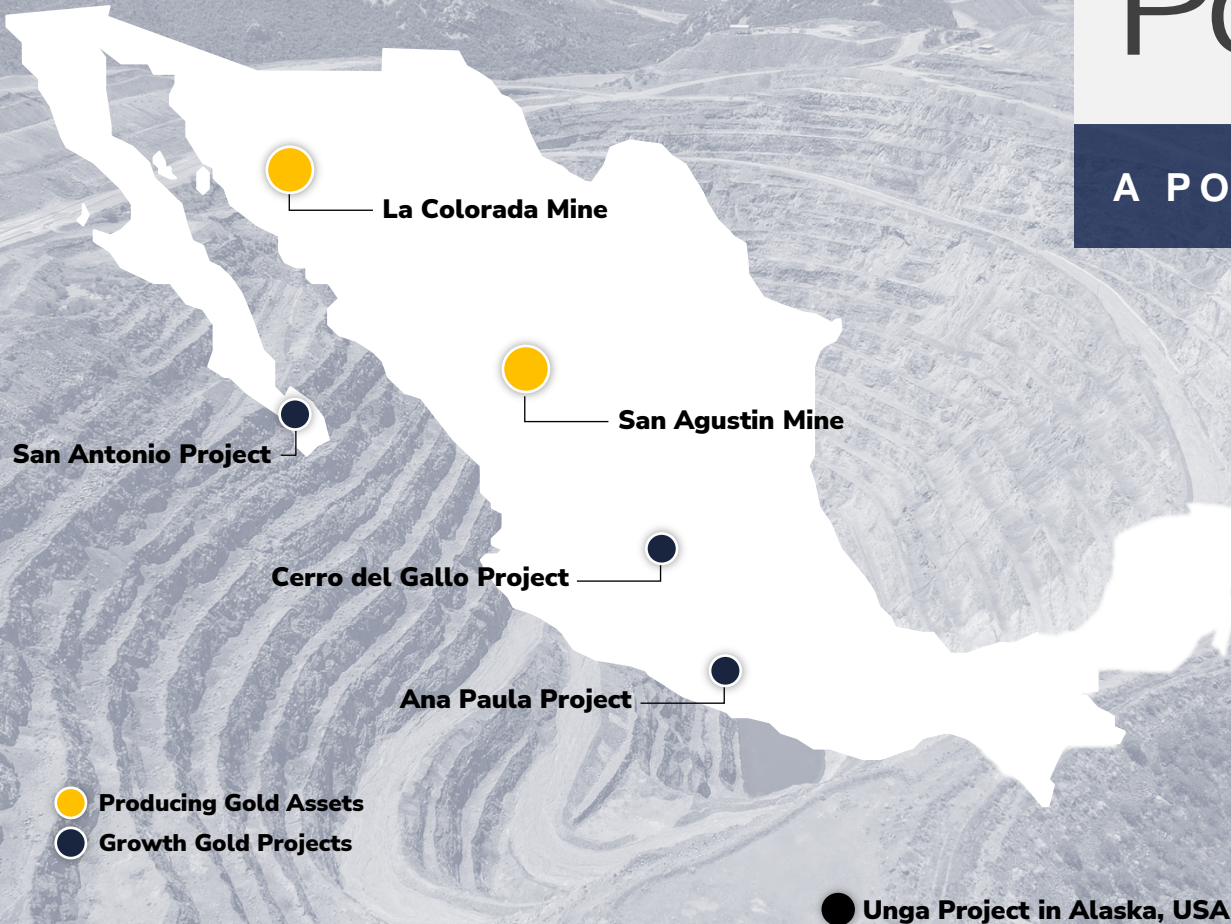 La Colorada Mine
San Agustin Mine
San Antonio Project
Cerro del Gallo Project
Ana Paula Project
Producing Gold Assets
Growth Gold Projects
Unga Project in Alaska, USA